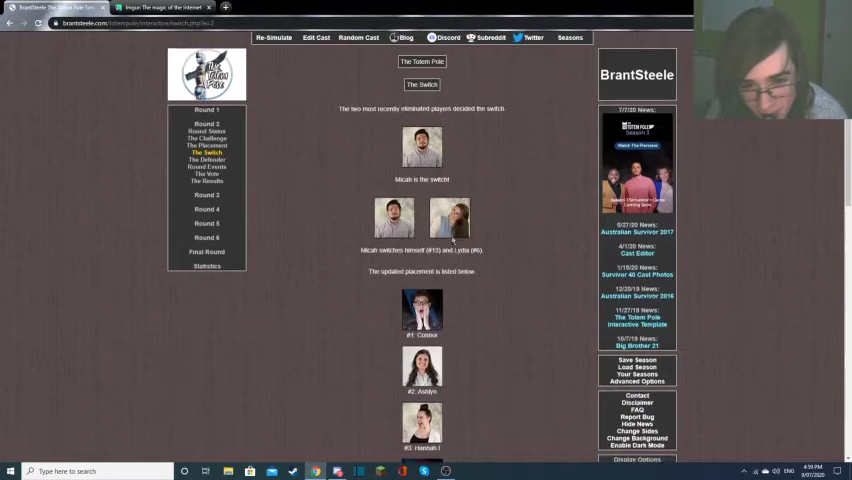 BrantSteele The Totem Pole Sim
Imgur: The magic of the Internet
brantsteele.com/totempole/interactive/switch.php?e=2
Re-Simulate
Edit Cast
Random Cast
Blog
Discord
Subreddit
Twitter
Seasons
THE Totem Pole
Round 1
Round 2
Round Status
The Challenge
The Placement
The Switch
The Defender
Round Events
The Vote
The Results
Round 3
Round 4
Round 5
Round 6
Final Round
Statistics
The Totem Pole
The Switch
The two most recently eliminated players decided the switch.
Micah is the switch!
Micah switches himself (#13) and Lydia (#6).
The updated placement is listed below.
#1: Connor
#2: Ashlyn
#3: Hannah I
BrantSteele
7/7/20 News:
THE TOTEM POLE
SEASON 3
Watch The Premiere
5/27/20 News:
Australian Survivor 2017
4/1/20 News:
Cast Editor
1/15/20 News:
Survivor 40 Cast Photos
12/25/19 News:
Australian Survivor 2016
11/27/19 News:
The Totem Pole
Interactive Template
10/7/19 News:
Big Brother 21
Save Season
Load Season
Your Seasons
Advanced Options
Contact
Disclaimer
FAQ
Report Bug
Hide News
Change Sides
Change Background
Enable Dark Mode
Display Options
Type here to search
ENG
4:59 PM
9/07/2020